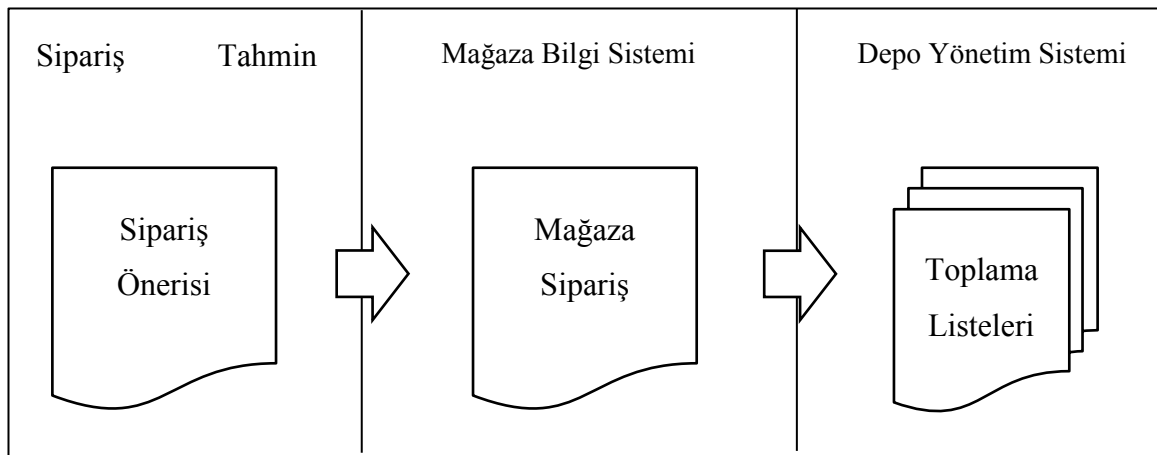 Sipariş Tahmin
Mağaza Bilgi Sistemi
Depo Yönetim Sistemi
Sipariş
Önerisi
Mağaza
Sipariş
Toplama
Listeleri